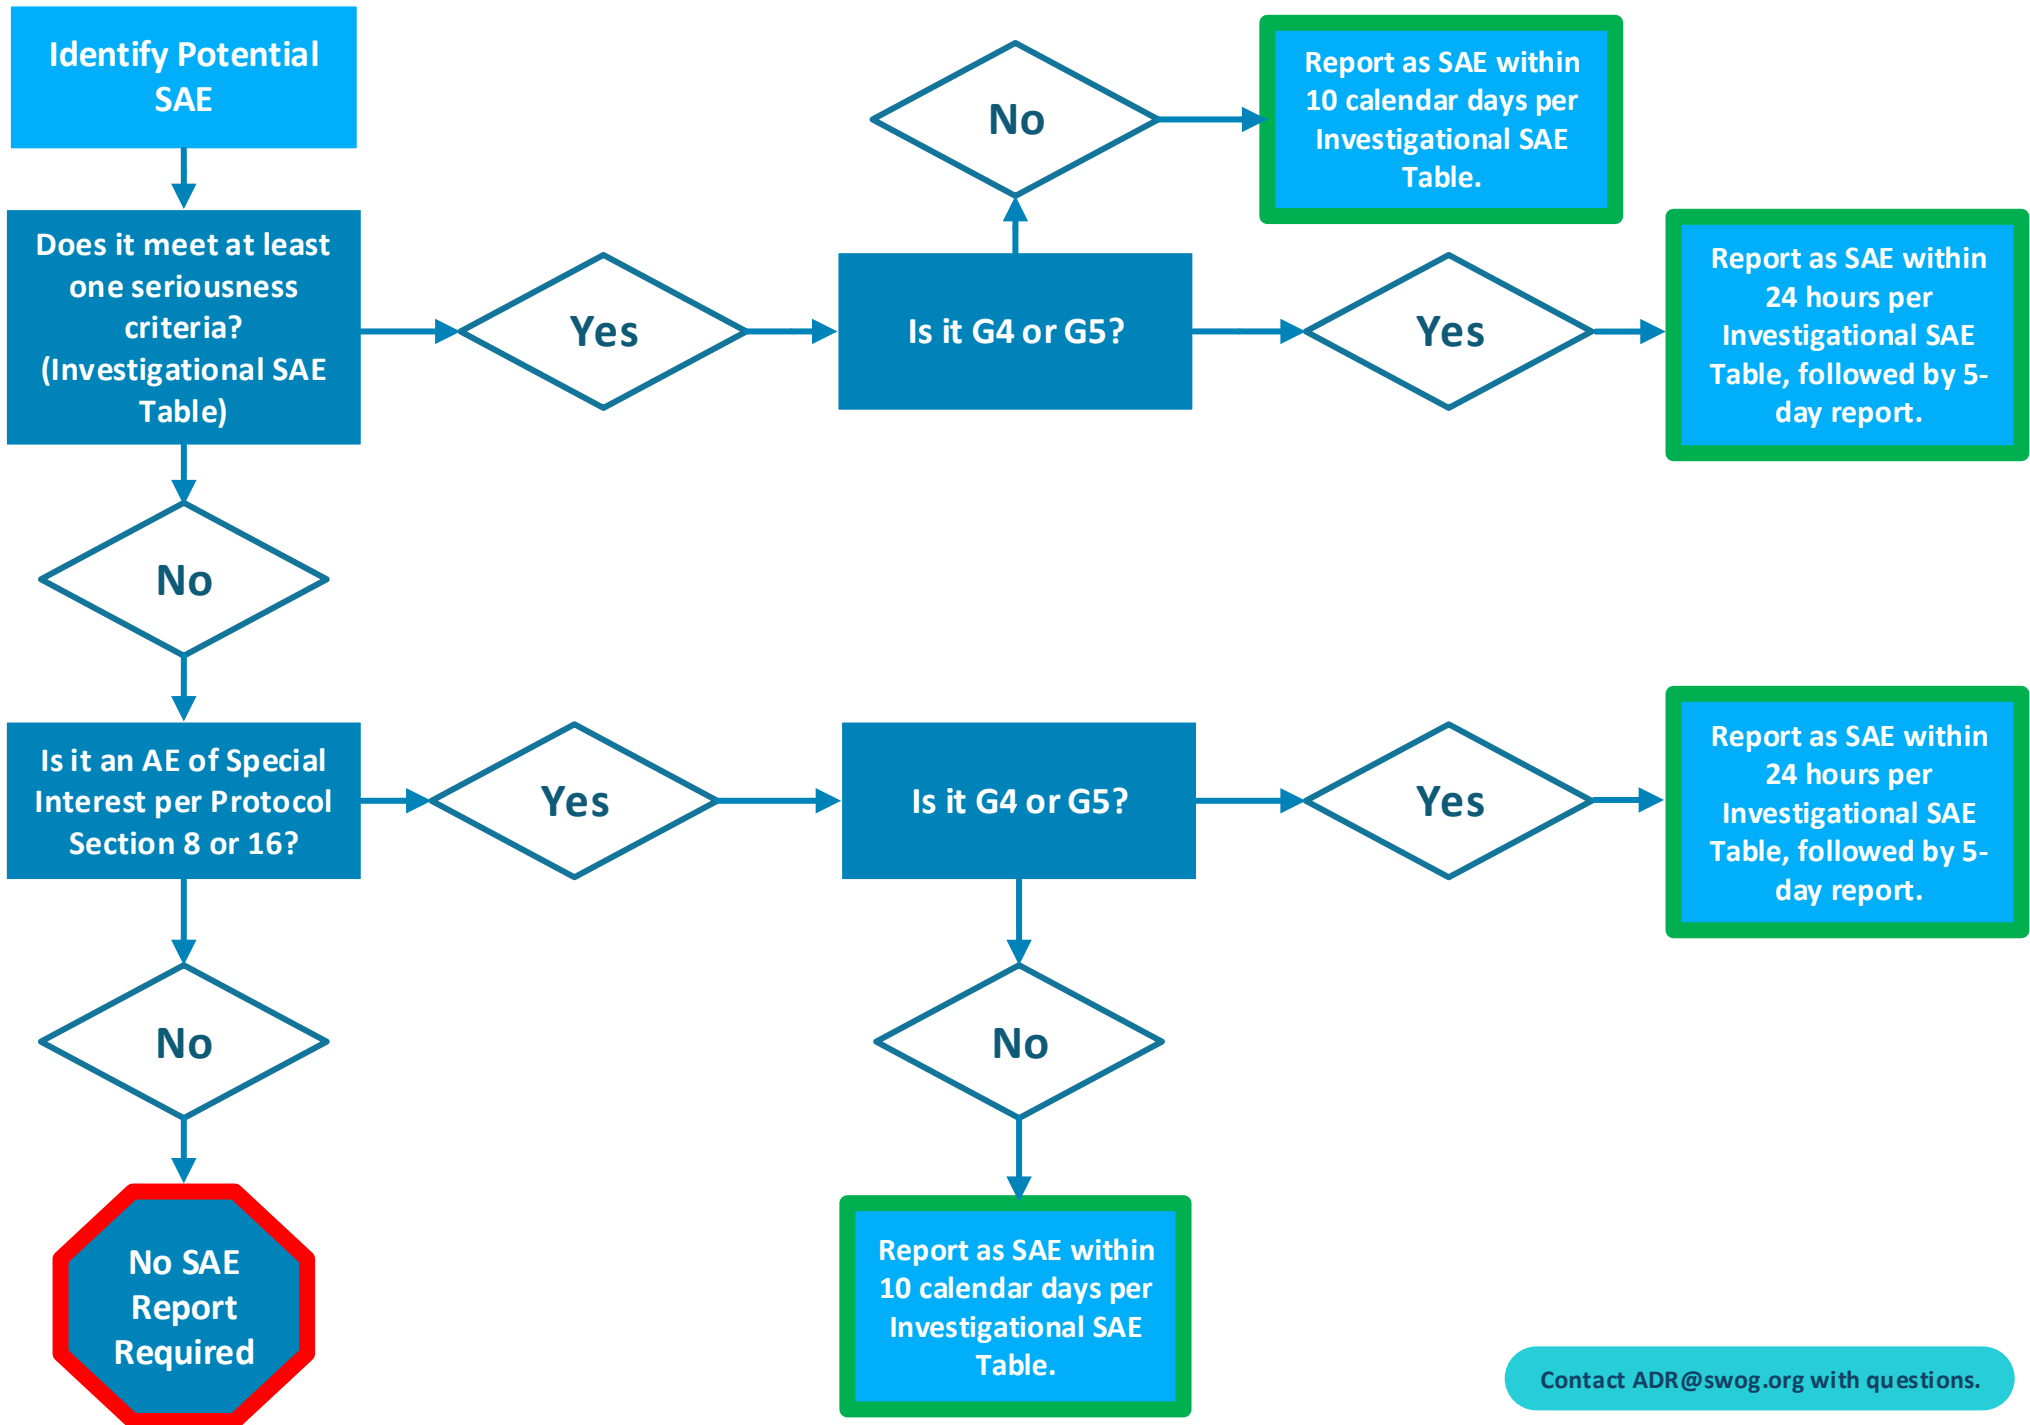 Identify Potential
SAE
Does it meet at least
one seriousness
criteria?
(Investigational SAE
Table)
Yes
Is it G4 or G5?
No
Report as SAE within
10 calendar days per
Investigational SAE
Table.
Yes
Report as SAE within
24 hours per
Investigational SAE
Table, followed by 5-
day report.
No
Is it an AE of Special
Interest per Protocol
Section 8 or 16?
Yes
Is it G4 or G5?
Yes
Report as SAE within
24 hours per
Investigational SAE
Table, followed by 5-
day report.
No
No
No SAE
Report
Required
Report as SAE within
10 calendar days per
Investigational SAE
Table.
Contact ADR@swog.org with questions.